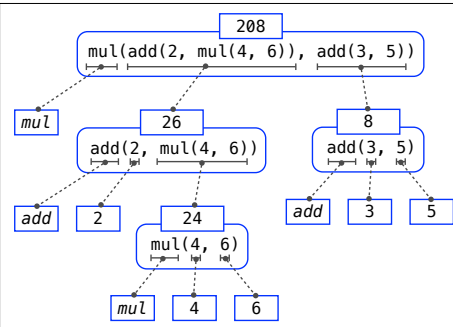 208
mul(add(2, mul(4, 6)), add(3, 5))
mul
26
8
add(2, mul(4, 6))
add(3, 5)
add
2
24
add
3
5
mul(4, 6)
mul
4
6